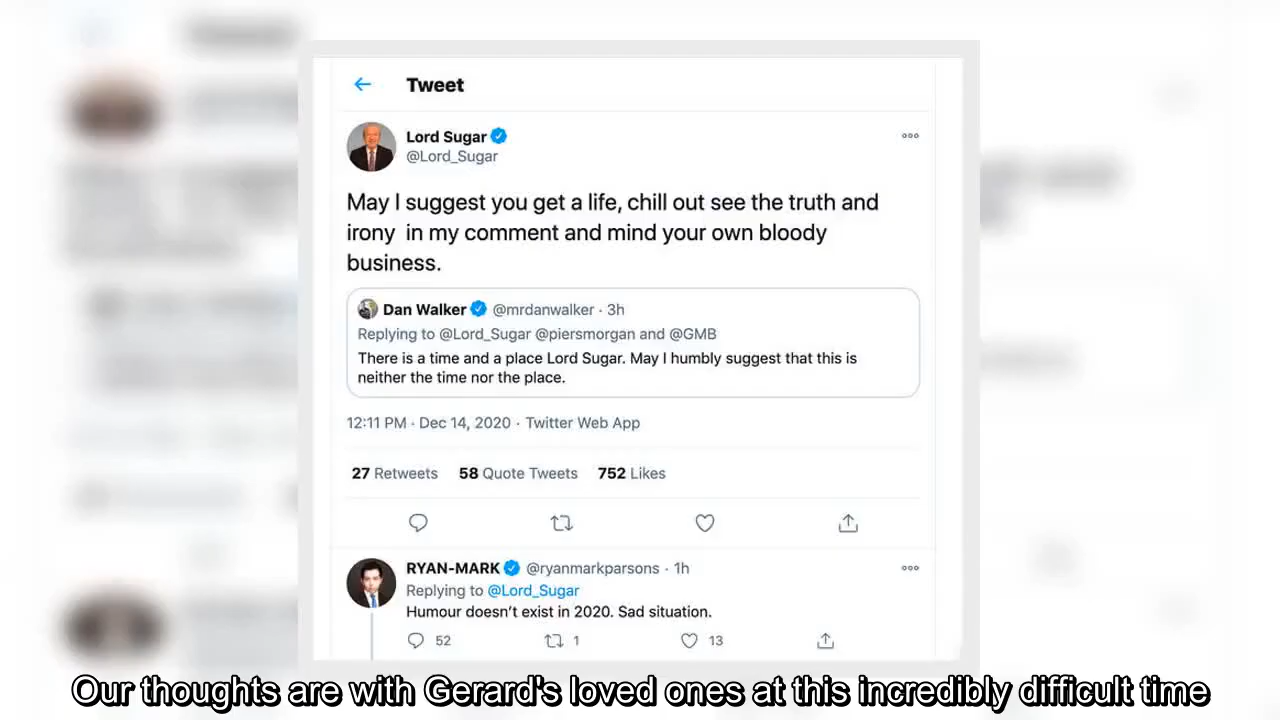 Tweet
Lord Sugar
@Lord_Sugar
May I suggest you get a life, chill out see the truth and
irony in my comment and mind your own bloody
business.
Dan Walker @mrdanwalker · 3h
Replying to @Lord_Sugar @piersmorgan and @GMB
There is a time and a place Lord Sugar. May I humbly suggest that this is
neither the time nor the place.
12:11 PM · Dec 14, 2020 · Twitter Web App
27 Retweets 58 Quote Tweets 752 Likes
RYAN-MARK @ryanmarkparsons · 1h
Replying to @Lord_Sugar
Humour doesn't exist in 2020. Sad situation.
52 1 13
Our thoughts are with Gerard's loved ones at this incredibly difficult time